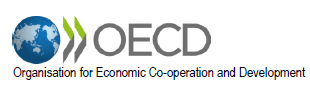 OECD
Organisation for Economic Co-operation and Development